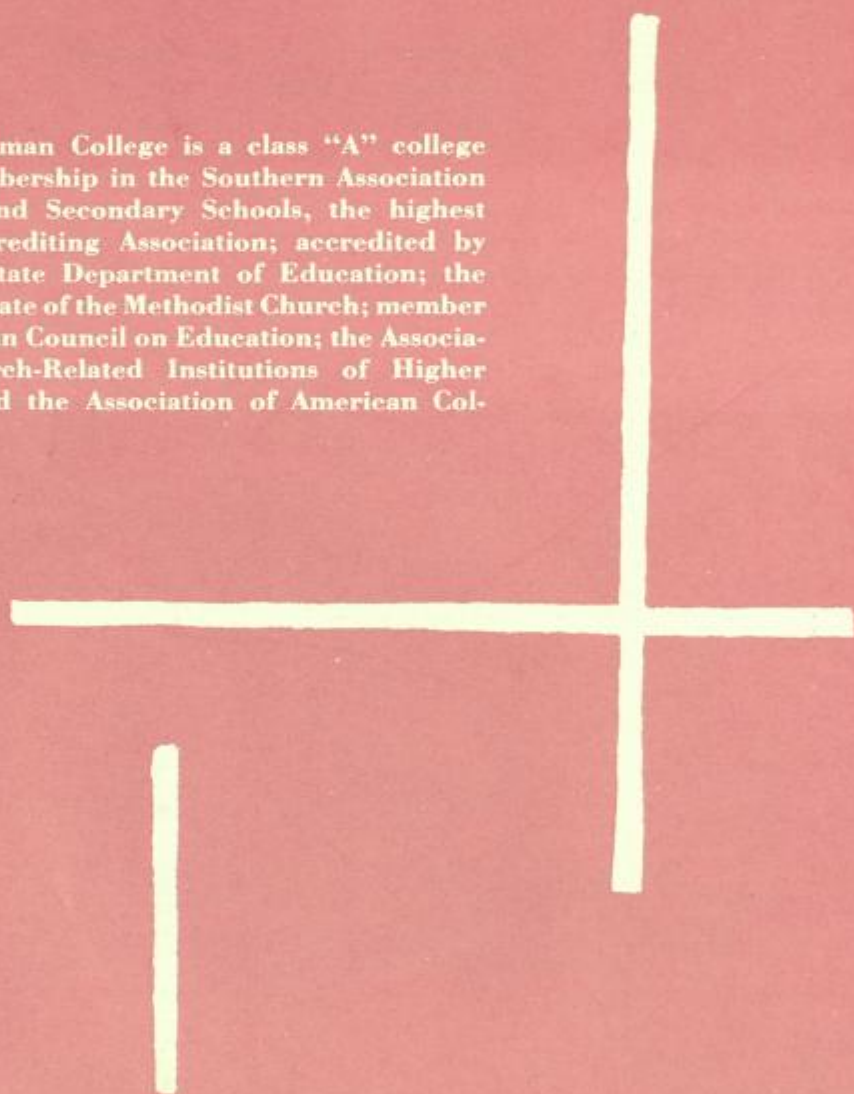 man College is a class “A” college
bership in the Southern Association
nd Secondary Schools, the highest
rediting Association; accredited by
tate Department of Education; the
ate of the Methodist Church; member
n Council on Education; the Associa-
rch-Related Institutions of Higher
d the Association of American Col-